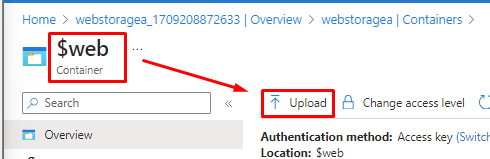 Home > webstoragea_1709208872633 | Overview > webstoragea | Containers >
$web ...
Container
Search «
Upload Change access level
Overview
Authentication method: Access key (Switch
Location: $web